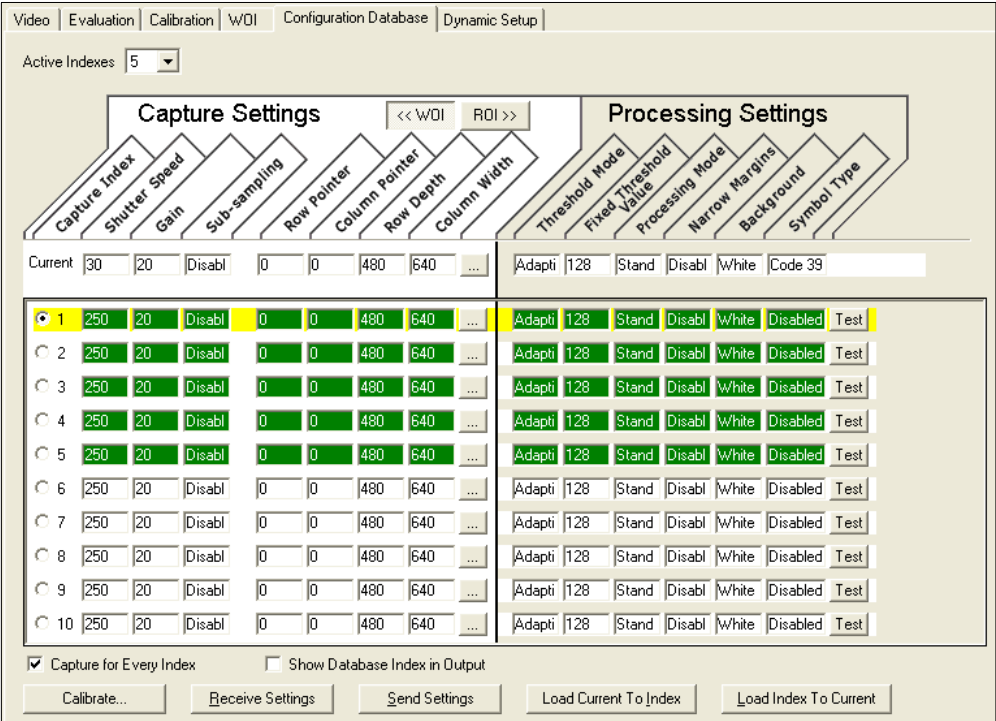 Video Evaluation Calibration WOI Configuration Database Dynamic Setup
Active Indexes 5
Capture Settings << WOI ROI >> Processing Settings
Capture Index Shutter Speed Gain Sub-sampling Row Pointer Column Pointer Row Depth Column Width Threshold Mode Fixed Threshold Value Processing Mode Narrow Margins Background Symbol Type
Current 30 20 Disabl 0 0 480 640 ... Adapti 128 Stand Disabl White Code 39
1 250 20 Disabl 0 0 480 640 ... Adapti 128 Stand Disabl White Disabled Test
2 250 20 Disabl 0 0 480 640 ... Adapti 128 Stand Disabl White Disabled Test
3 250 20 Disabl 0 0 480 640 ... Adapti 128 Stand Disabl White Disabled Test
4 250 20 Disabl 0 0 480 640 ... Adapti 128 Stand Disabl White Disabled Test
5 250 20 Disabl 0 0 480 640 ... Adapti 128 Stand Disabl White Disabled Test
6 250 20 Disabl 0 0 480 640 ... Adapti 128 Stand Disabl White Disabled Test
7 250 20 Disabl 0 0 480 640 ... Adapti 128 Stand Disabl White Disabled Test
8 250 20 Disabl 0 0 480 640 ... Adapti 128 Stand Disabl White Disabled Test
9 250 20 Disabl 0 0 480 640 ... Adapti 128 Stand Disabl White Disabled Test
10 250 20 Disabl 0 0 480 640 ... Adapti 128 Stand Disabl White Disabled Test
Capture for Every Index Show Database Index in Output
Calibrate... Receive Settings Send Settings Load Current To Index Load Index To Current